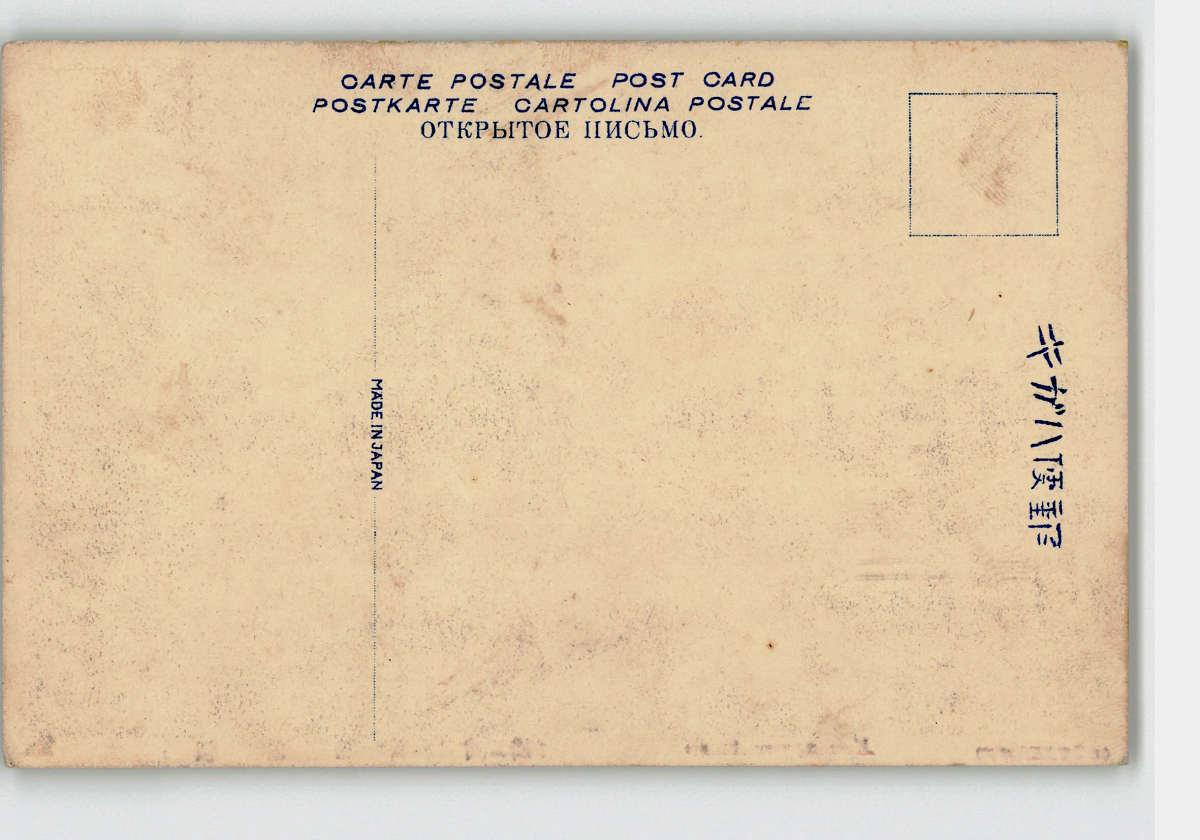 CARTE POSTALE POST CARD
POSTKARTE CARTOLINA POSTALE
ОТКРЫТОЕ ПИСЬМО.
MADE IN JAPAN
キガハ便郵